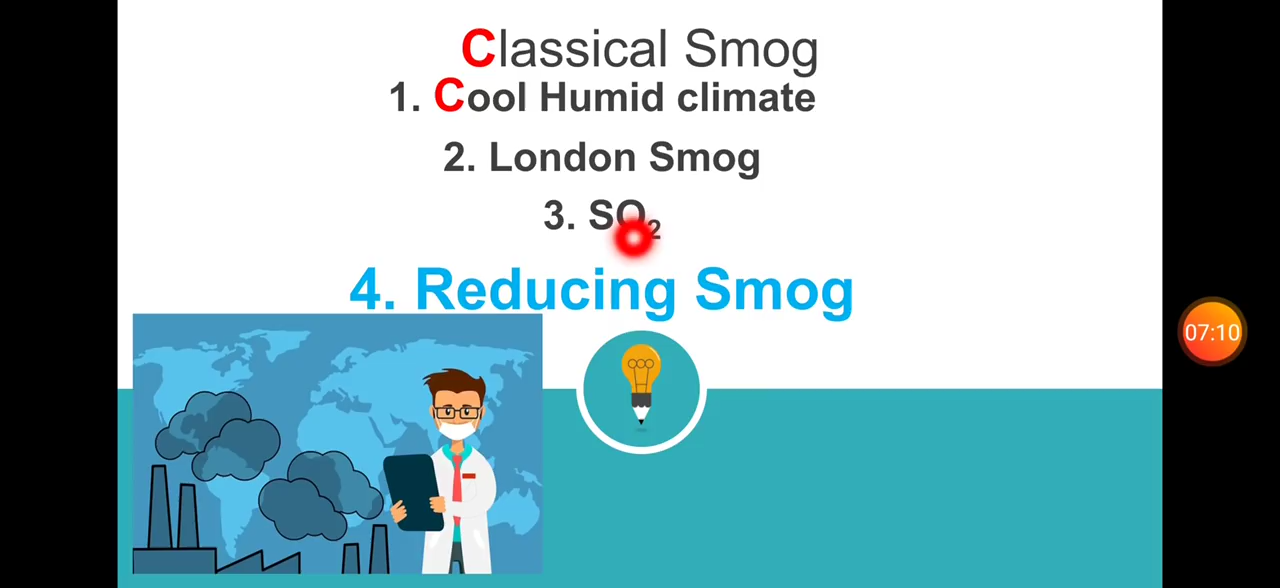 Classical Smog
1. Cool Humid climate
2. London Smog
3. SO₂
4. Reducing Smog
07:10